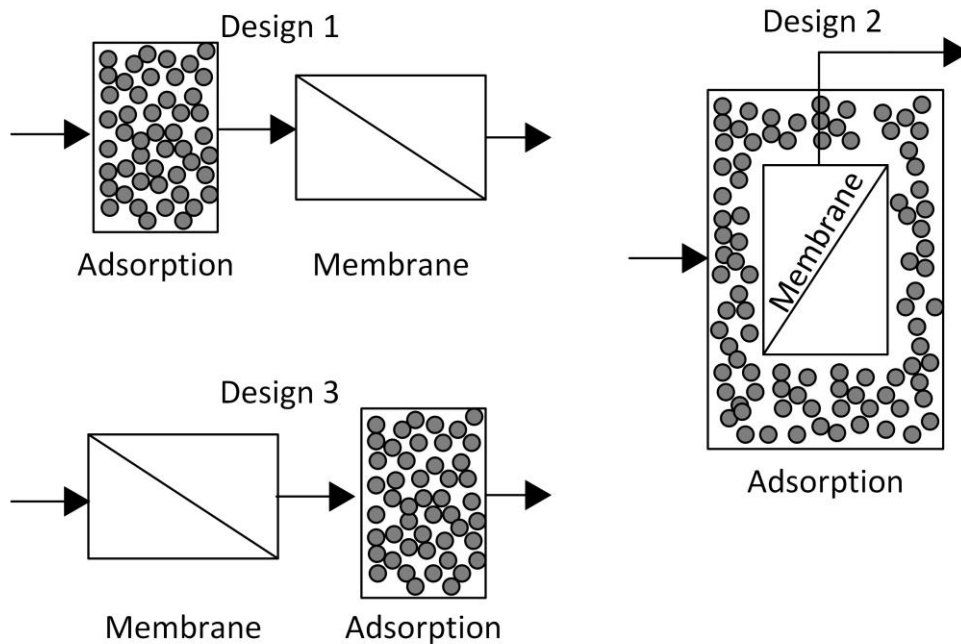 Design 1
Adsorption
Membrane
Design 2
Membrane
Adsorption
Design 3
Membrane
Adsorption